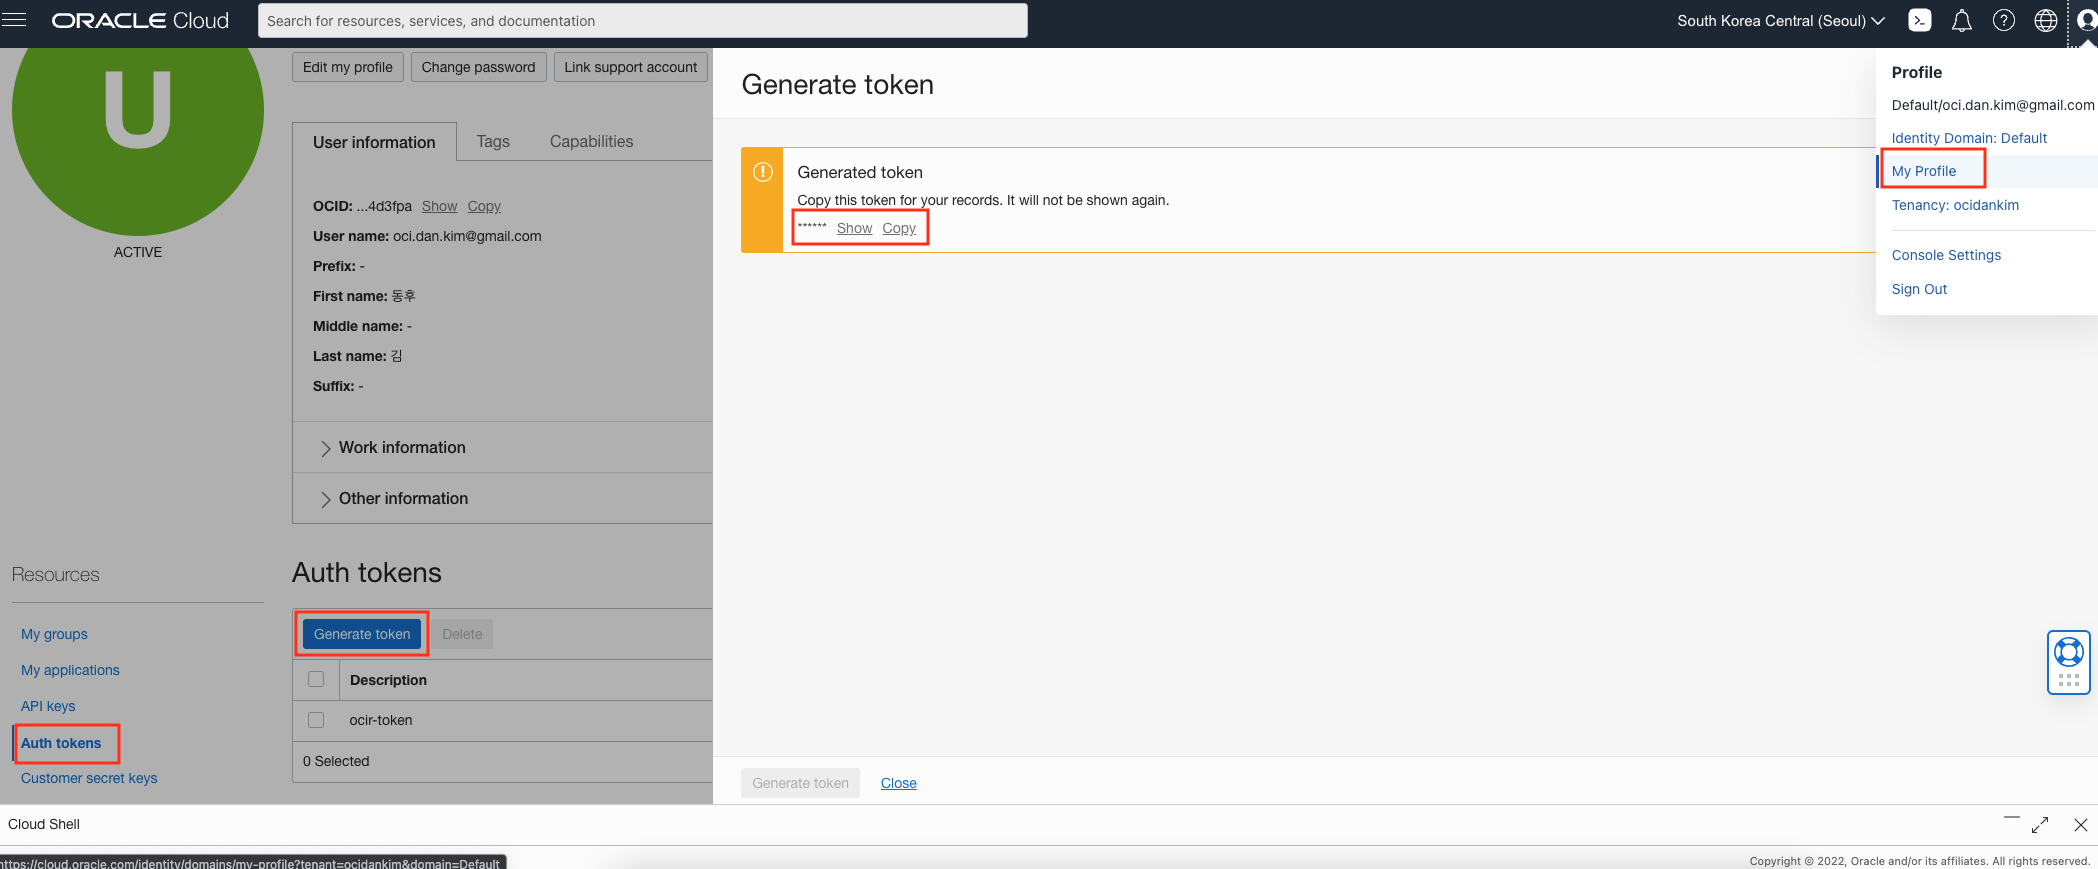 ORACLE Cloud
Search for resources, services, and documentation
South Korea Central (Seoul)
U
ACTIVE
Edit my profile
Change password
Link support account
User information
Tags
Capabilities
OCID: ...4d3fpa Show Copy
User name: oci.dan.kim@gmail.com
Prefix: -
First name: 동후
Middle name: -
Last name: 김
Suffix: -
Work information
Other information
Resources
My groups
My applications
API keys
Auth tokens
Customer secret keys
Auth tokens
Generate token
Delete
Description
ocir-token
0 Selected
Generate token
Generated token
Copy this token for your records. It will not be shown again.
****** Show Copy
Generate token
Close
Profile
Default/oci.dan.kim@gmail.com
Identity Domain: Default
My Profile
Tenancy: ocidankim
Console Settings
Sign Out
Cloud Shell
https://cloud.oracle.com/identity/domains/my-profile?tenant=ocidankim&domain=Default
Copyright © 2022, Oracle and/or its affiliates. All rights reserved.